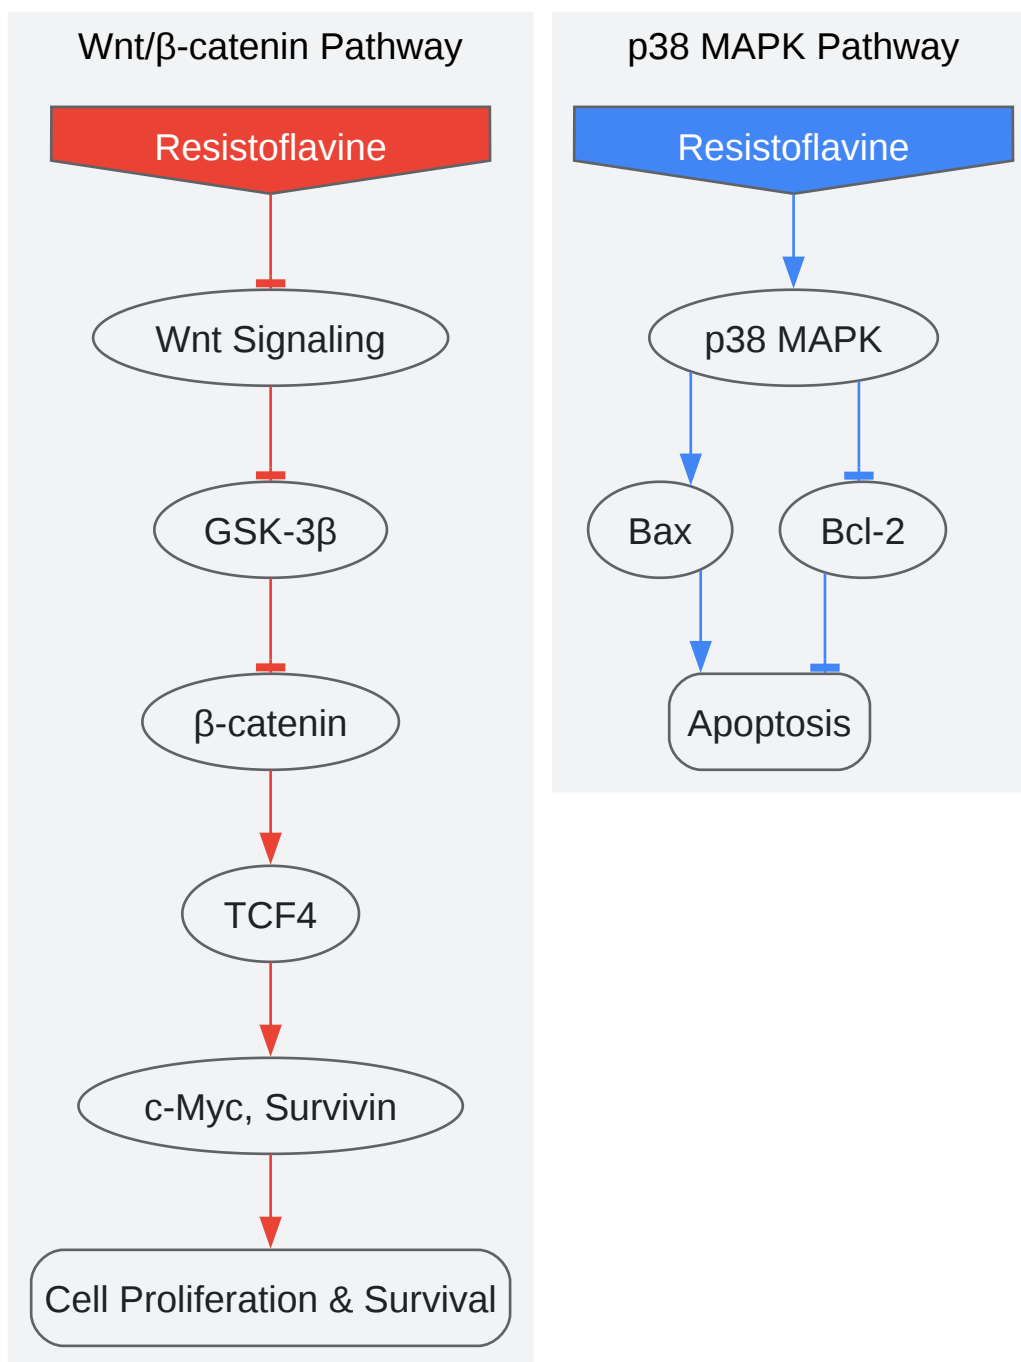 Wnt/β-catenin Pathway
Resistoflavine
Wnt Signaling
GSK-3β
β-catenin
TCF4
c-Myc, Survivin
Cell Proliferation & Survival
p38 MAPK Pathway
Resistoflavine
p38 MAPK
Bax
Bcl-2
Apoptosis